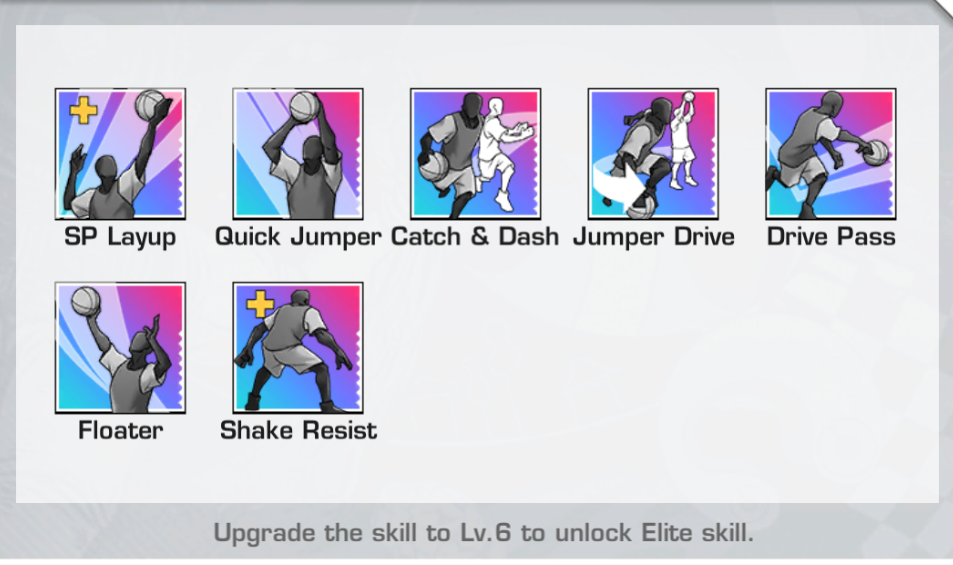 SP Layup Quick Jumper Catch & Dash Jumper Drive Drive Pass
Floater Shake Resist
Upgrade the skill to Lv.6 to unlock Elite skill.